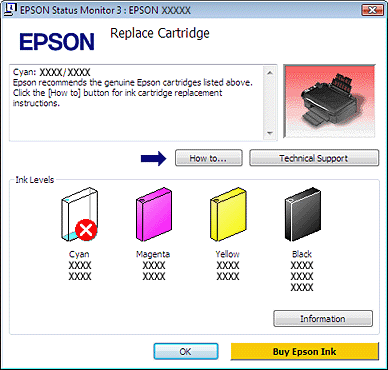 EPSON Status Monitor 3 : EPSON XXXXX
EPSON
Replace Cartridge
Cyan: XXXX/XXXX
Epson recommends the genuine Epson cartridges listed above.
Click the [How to] button for ink cartridge replacement
instructions.
How to...
Technical Support
Ink Levels
Cyan
XXXX
XXXX
Magenta
XXXX
XXXX
Yellow
XXXX
XXXX
Black
XXXX
XXXX
XXXX
Information
OK
Buy Epson Ink